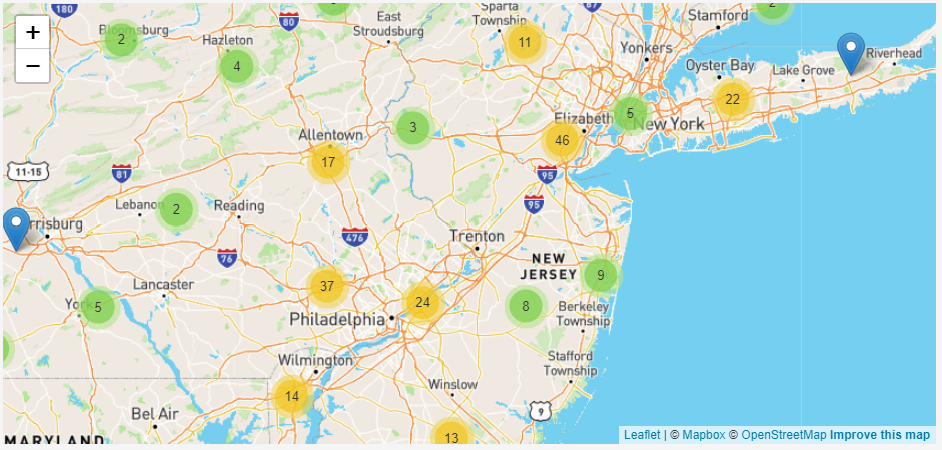 180
Bloomsburg
2
Hazleton
4
+
−
80
East
Stroudsburg
Sparta
Township
11
87
Stamford
2
Yonkers
Oyster Bay
Lake Grove
Riverhead
22
5
New York
Elizabeth
46
95
95
3
Allentown
17
11-15
81
Lebanon
2
Reading
rrisburg
76
476
Trenton
NEW
JERSEY
9
8
Berkeley
Township
37
24
Philadelphia
Lancaster
York
5
Wilmington
14
Stafford
Township
Winslow
9
13
Bel Air
MARYLAND
Leaflet | © Mapbox © OpenStreetMap Improve this map